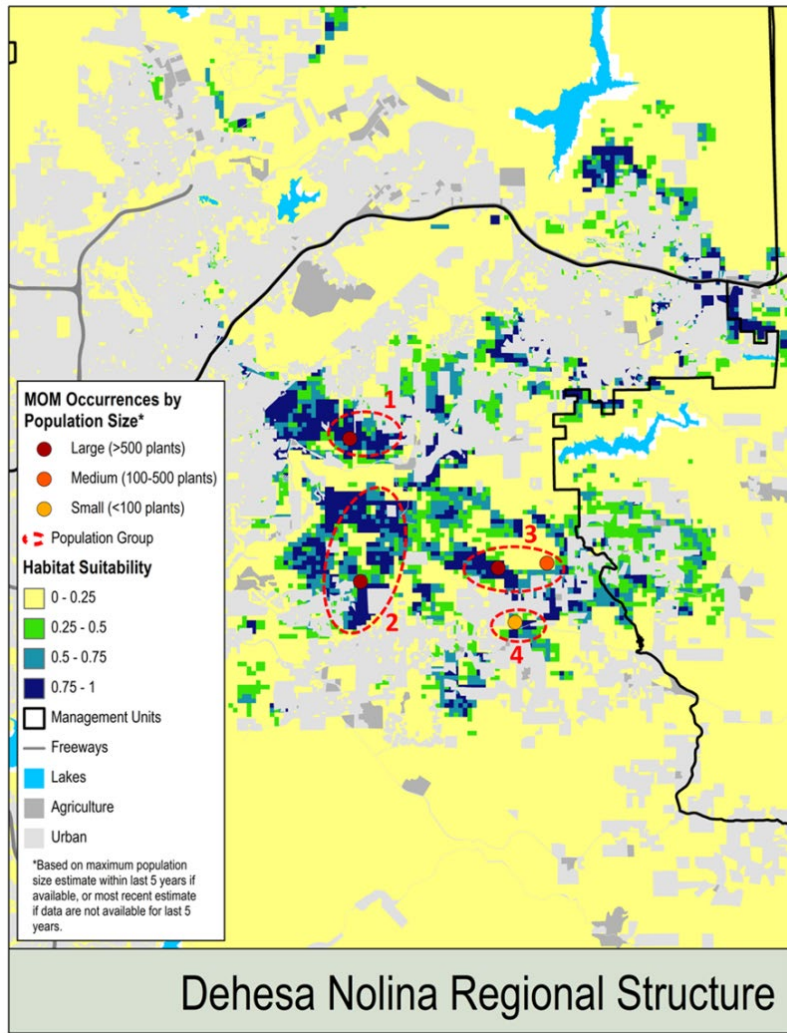 1
3
2
4
MOM Occurrences by
Population Size*
Large (>500 plants)
Medium (100-500 plants)
Small (<100 plants)
Population Group
Habitat Suitability
0 - 0.25
0.25 - 0.5
0.5 - 0.75
0.75 - 1
Management Units
Freeways
Lakes
Agriculture
Urban
*Based on maximum population
size estimate within last 5 years if
available, or most recent estimate
if data are not available for last 5
years.
Dehesa Nolina Regional Structure